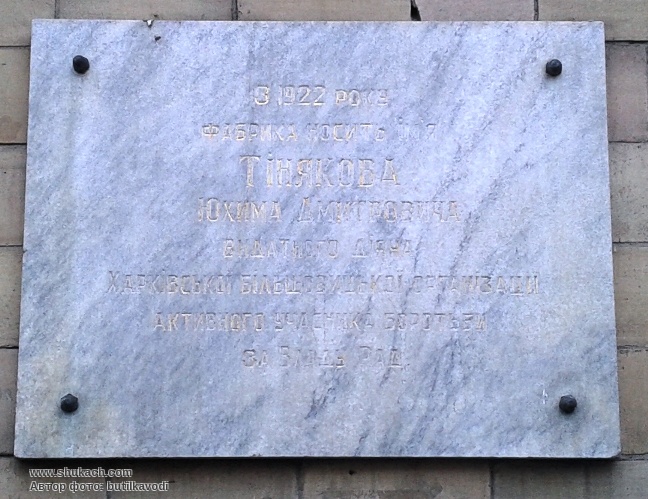 З 1922 року
фабрика носить ім'я
Тінякова
Юхима Дмитровича
видатного діяча
Харківської більшовицької організації
активного учасника боротьби
за Владу Рад.
www.shukach.com
Автор фото: butilkavodi